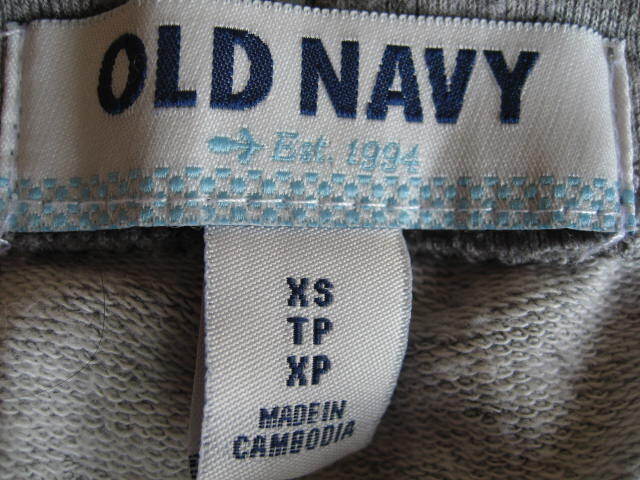 OLD NAVY
Est. 1994
XS
TP
XP
MADE IN
CAMBODIA